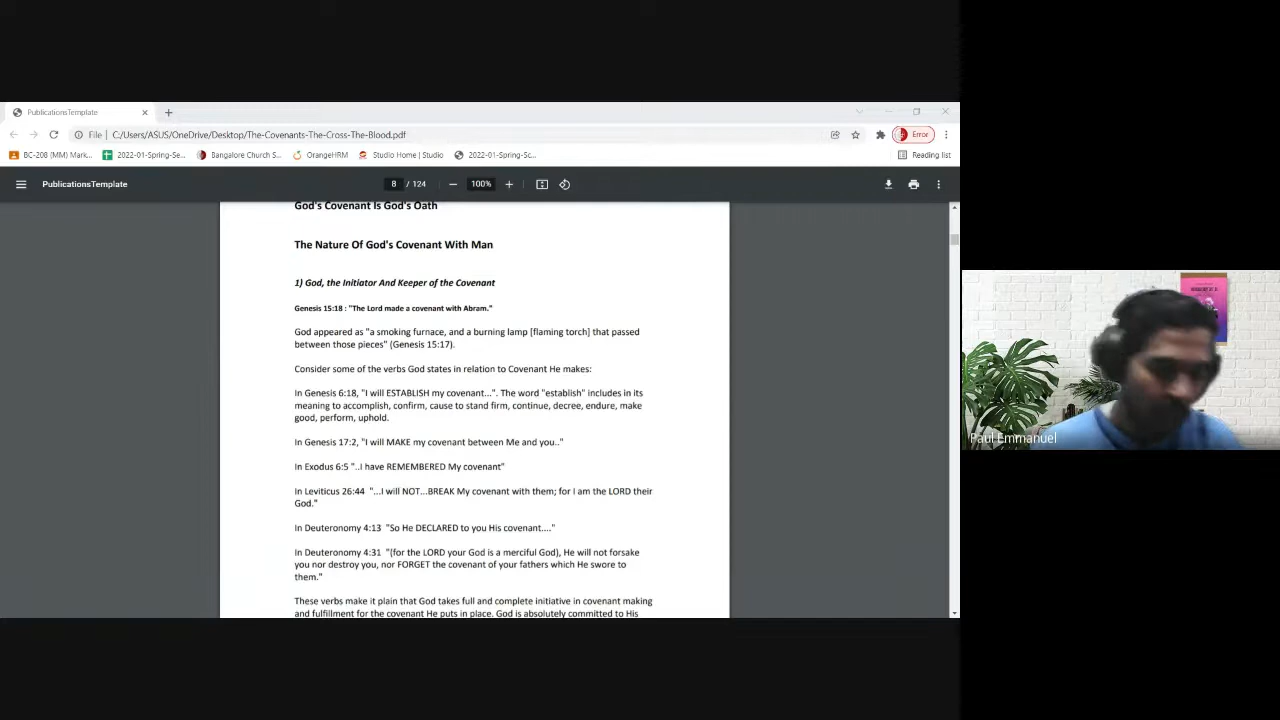 PublicationsTemplate
File | C:/Users/ASUS/OneDrive/Desktop/The-Covenants-The-Cross-The-Blood.pdf
Error
BC-208 (MM) Mark... 2022-01-Spring-Se... Bangalore Church S... OrangeHRM Studio Home | Studio 2022-01-Spring-Sc... Reading list
PublicationsTemplate 8 / 124 100%
God's Covenant Is God's Oath
The Nature Of God's Covenant With Man
1) God, the Initiator And Keeper of the Covenant
Genesis 15:18 : "The Lord made a covenant with Abram."
God appeared as "a smoking furnace, and a burning lamp [flaming torch] that passed
between those pieces" (Genesis 15:17).
Consider some of the verbs God states in relation to Covenant He makes:
In Genesis 6:18, "I will ESTABLISH my covenant...". The word "establish" includes in its
meaning to accomplish, confirm, cause to stand firm, continue, decree, endure, make
good, perform, uphold.
In Genesis 17:2, "I will MAKE my covenant between Me and you.."
In Exodus 6:5 "..I have REMEMBERED My covenant"
In Leviticus 26:44 "...I will NOT...BREAK My covenant with them; for I am the LORD their
God."
In Deuteronomy 4:13 "So He DECLARED to you His covenant...."
In Deuteronomy 4:31 "(for the LORD your God is a merciful God), He will not forsake
you nor destroy you, nor FORGET the covenant of your fathers which He swore to
them."
These verbs make it plain that God takes full and complete initiative in covenant making
and fulfillment for the covenant He puts in place. God is absolutely committed to His
Paul Emmanuel